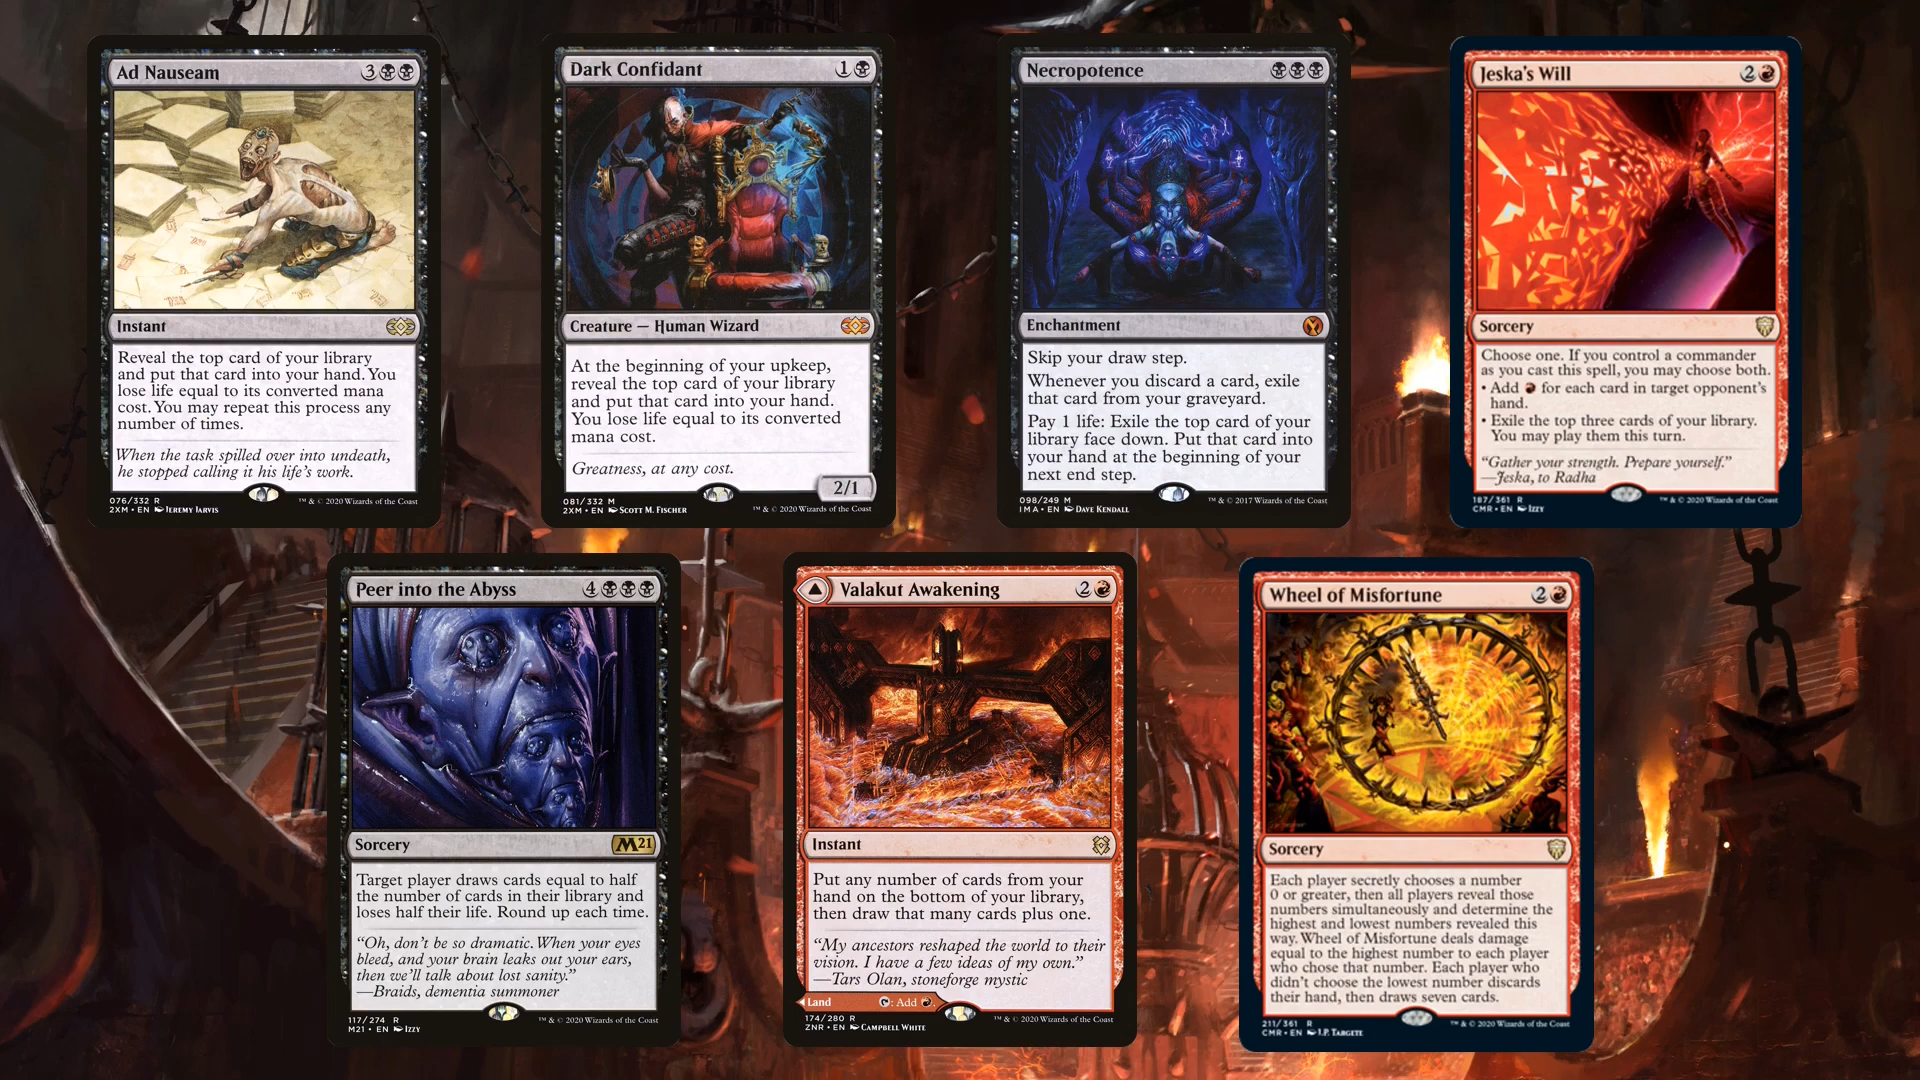 Ad Nauseam 3
Instant
Reveal the top card of your library
and put that card into your hand. You
lose life equal to its converted mana
cost. You may repeat this process any
number of times.
When the task spilled over into undeath,
he stopped calling it his life's work.
076/332 R
2XM • EN Jeremy Jarvis
™ & © 2020 Wizards of the Coast
Dark Confidant 1
Creature — Human Wizard
At the beginning of your upkeep,
reveal the top card of your library
and put that card into your hand.
You lose life equal to its converted
mana cost.
Greatness, at any cost.
2/1
081/332 M
2XM • EN Scott M. Fischer
™ & © 2020 Wizards of the Coast
Necropotence
Enchantment
Skip your draw step.
Whenever you discard a card, exile
that card from your graveyard.
Pay 1 life: Exile the top card of your
library face down. Put that card into
your hand at the beginning of your
next end step.
098/249 M
IMA • EN Dave Kendall
™ & © 2017 Wizards of the Coast
Jeska's Will 2
Sorcery
Choose one. If you control a commander
as you cast this spell, you may choose both.
• Add for each card in target opponent's
hand.
• Exile the top three cards of your library.
You may play them this turn.
“Gather your strength. Prepare yourself.”
—Jeska, to Radha
187/361 R
CMR • EN Izzy
™ & © 2020 Wizards of the Coast
Peer into the Abyss 4
Sorcery
M21
Target player draws cards equal to half
the number of cards in their library and
loses half their life. Round up each time.
“Oh, don't be so dramatic. When your eyes
bleed, and your brain leaks out your ears,
then we'll talk about lost sanity.”
—Braids, dementia summoner
117/274 R
M21 • EN Izzy
™ & © 2020 Wizards of the Coast
Valakut Awakening 2
Instant
Put any number of cards from your
hand on the bottom of your library,
then draw that many cards plus one.
“My ancestors reshaped the world to their
vision. I have a few ideas of my own.”
—Tars Olan, stoneforge mystic
Land : Add .
174/280 R
ZNR • EN Campbell White
™ & © 2020 Wizards of the Coast
Wheel of Misfortune 2
Sorcery
Each player secretly chooses a number
0 or greater, then all players reveal those
numbers simultaneously and determine the
highest and lowest numbers revealed this
way. Wheel of Misfortune deals damage
equal to the highest number to each player
who chose that number. Each player who
didn't choose the lowest number discards
their hand, then draws seven cards.
211/361 R
CMR • EN J.P. Targete
™ & © 2020 Wizards of the Coast